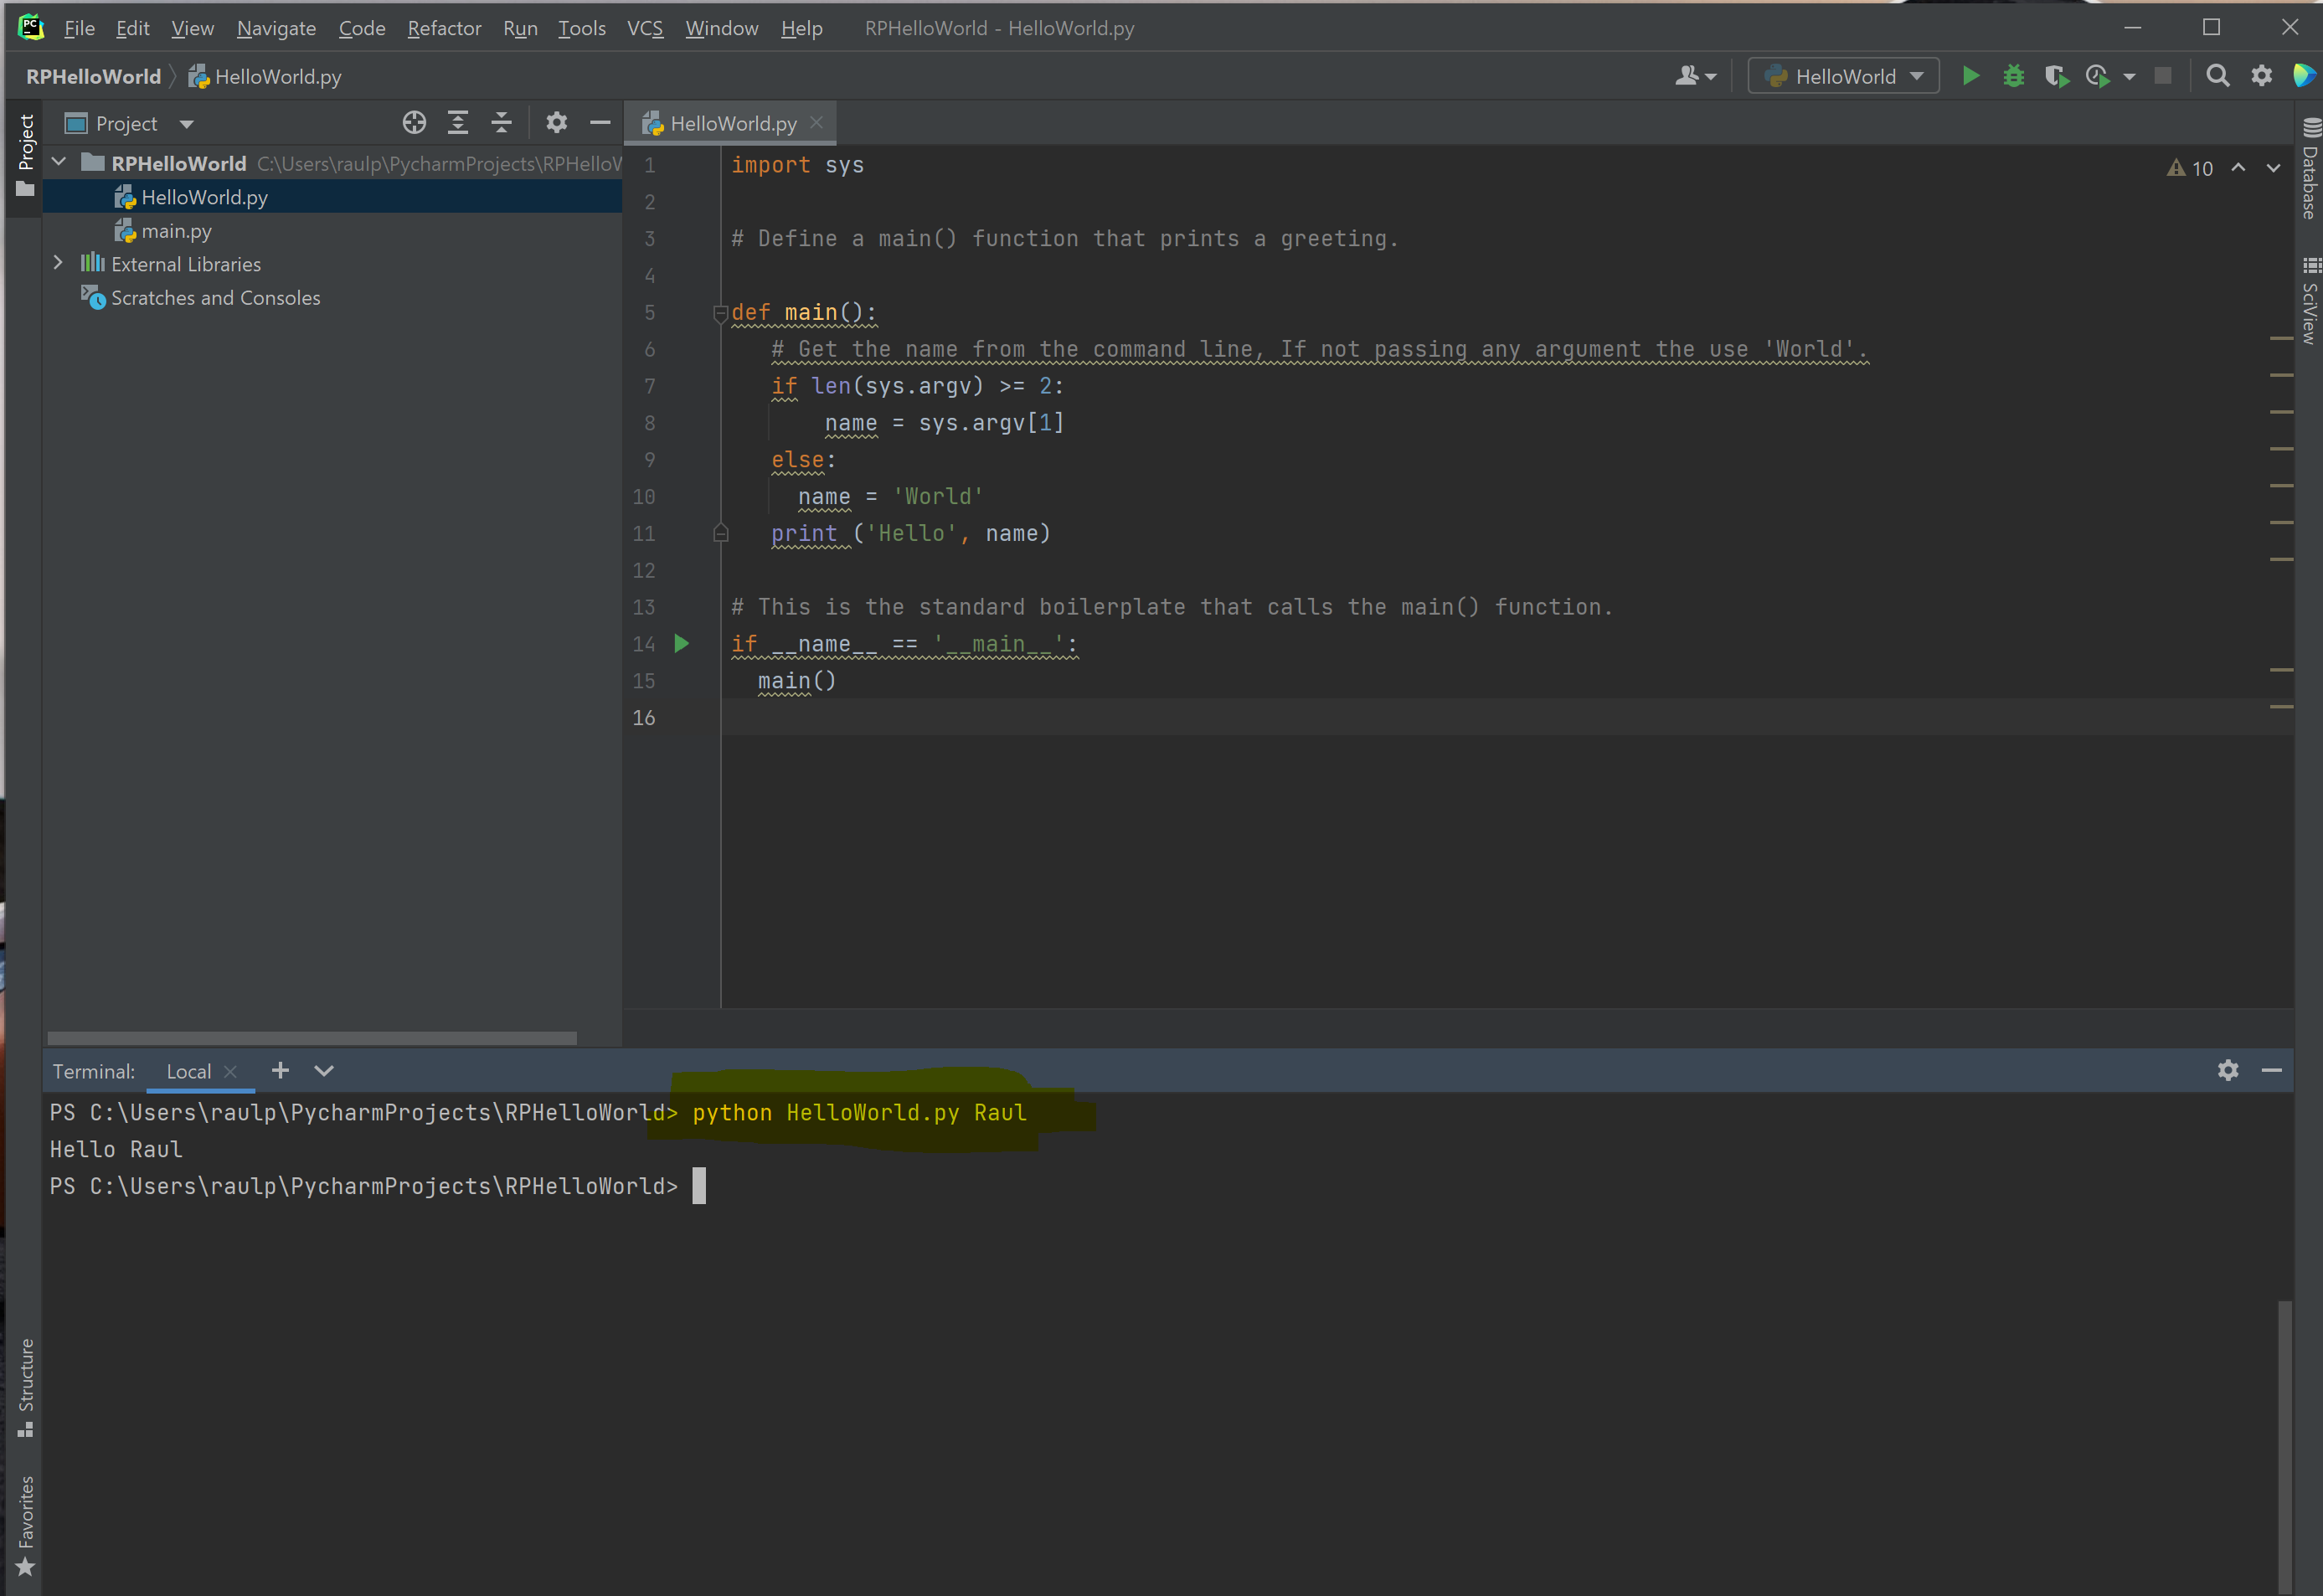 PC File Edit View Navigate Code Refactor Run Tools VCS Window Help RPHelloWorld - HelloWorld.py
RPHelloWorld HelloWorld.py HelloWorld
Project
Project
HelloWorld.py
RPHelloWorld C:\Users\raulp\PycharmProjects\RPHelloW
HelloWorld.py
main.py
External Libraries
Scratches and Consoles
1 import sys
2
3 # Define a main() function that prints a greeting.
4
5 def main():
6 # Get the name from the command line, If not passing any argument the use 'World'.
7 if len(sys.argv) >= 2:
8 name = sys.argv[1]
9 else:
10 name = 'World'
11 print ('Hello', name)
12
13 # This is the standard boilerplate that calls the main() function.
14 if __name__ == '__main__':
15 main()
16
10
Database
SciView
Terminal: Local
PS C:\Users\raulp\PycharmProjects\RPHelloWorld> python HelloWorld.py Raul
Hello Raul
PS C:\Users\raulp\PycharmProjects\RPHelloWorld>
Structure
Favorites